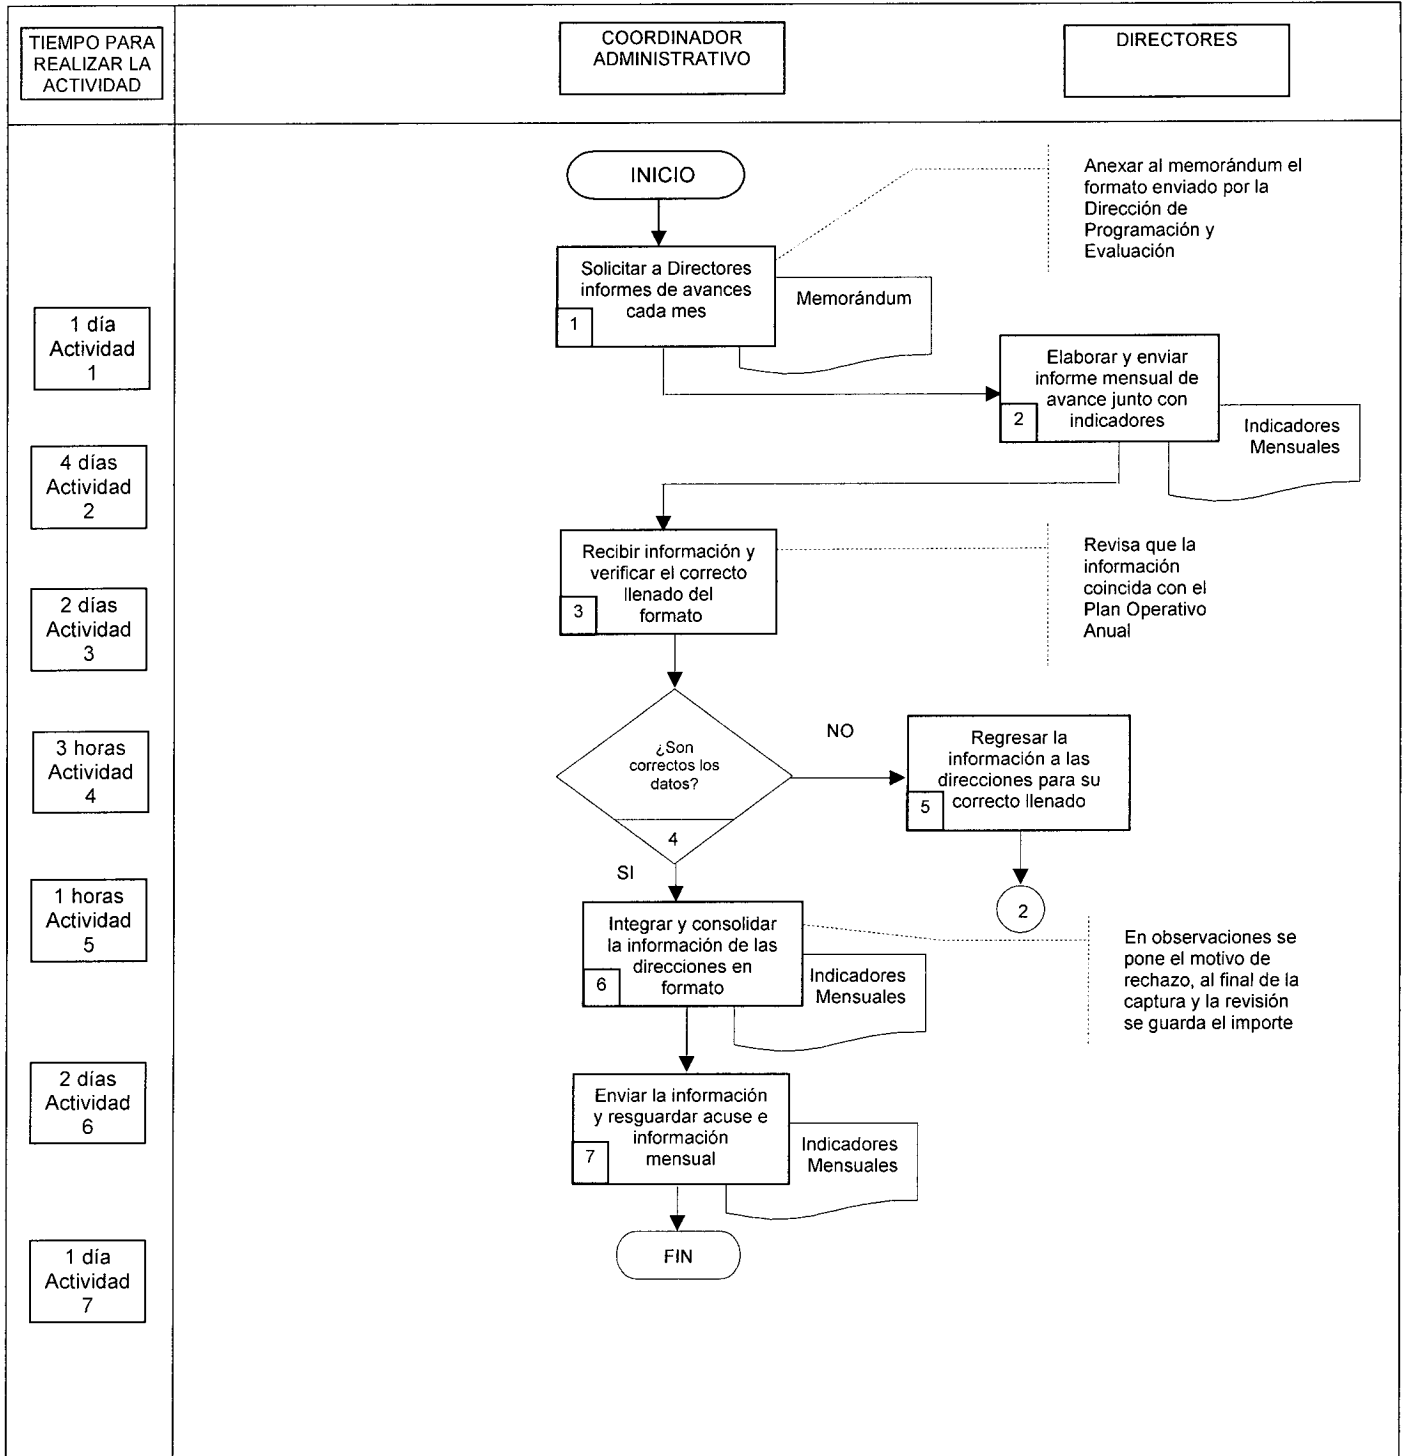 TIEMPO PARA
REALIZAR LA
ACTIVIDAD
COORDINADOR
ADMINISTRATIVO
DIRECTORES
INICIO
Anexar al memorándum el
formato enviado por la
Dirección de
Programación y
Evaluación
Solicitar a Directores
informes de avances
cada mes
1
Memorándum
1 día
Actividad
1
Elaborar y enviar
informe mensual de
avance junto con
indicadores
2
Indicadores
Mensuales
4 días
Actividad
2
Recibir información y
verificar el correcto
llenado del
formato
3
Revisa que la
información
coincida con el
Plan Operativo
Anual
2 días
Actividad
3
¿Son
correctos los
datos?
4
NO
Regresar la
información a las
direcciones para su
correcto llenado
5
3 horas
Actividad
4
SI
2
1 horas
Actividad
5
Integrar y consolidar
la información de las
direcciones en
formato
6
Indicadores
Mensuales
En observaciones se
pone el motivo de
rechazo, al final de la
captura y la revisión
se guarda el importe
2 días
Actividad
6
Enviar la información
y resguardar acuse e
información
mensual
7
Indicadores
Mensuales
FIN
1 día
Actividad
7